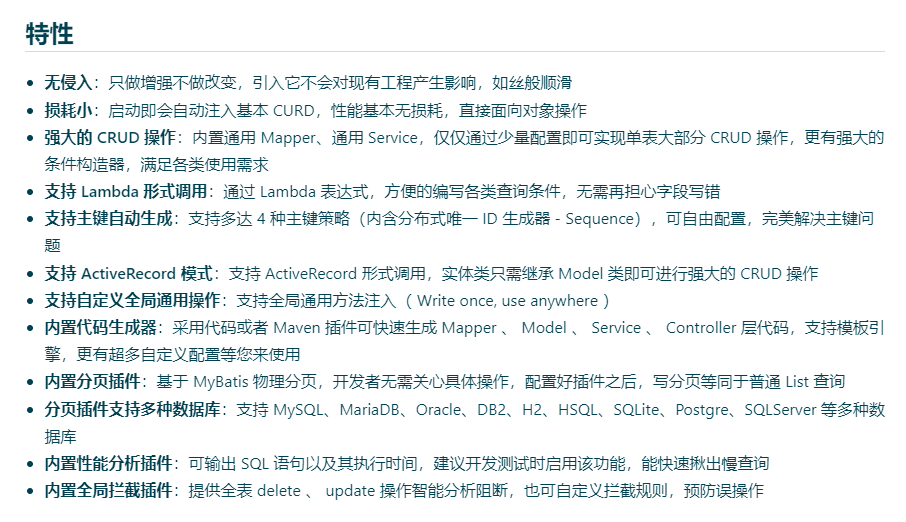 特性
无侵入：只做增强不做改变，引入它不会对现有工程产生影响，如丝般顺滑
损耗小：启动即会自动注入基本 CURD，性能基本无损耗，直接面向对象操作
强大的 CRUD 操作：内置通用 Mapper、通用 Service，仅仅通过少量配置即可实现单表大部分 CRUD 操作，更有强大的
条件构造器，满足各类使用需求
支持 Lambda 形式调用：通过 Lambda 表达式，方便的编写各类查询条件，无需再担心字段写错
支持主键自动生成：支持多达 4 种主键策略（内含分布式唯一 ID 生成器 - Sequence），可自由配置，完美解决主键问
题
支持 ActiveRecord 模式：支持 ActiveRecord 形式调用，实体类只需继承 Model 类即可进行强大的 CRUD 操作
支持自定义全局通用操作：支持全局通用方法注入（ Write once, use anywhere ）
内置代码生成器：采用代码或者 Maven 插件可快速生成 Mapper 、 Model 、 Service 、 Controller 层代码，支持模板引
擎，更有超多自定义配置等您来使用
内置分页插件：基于 MyBatis 物理分页，开发者无需关心具体操作，配置好插件之后，写分页等同于普通 List 查询
分页插件支持多种数据库：支持 MySQL、MariaDB、Oracle、DB2、H2、HSQL、SQLite、Postgre、SQLServer 等多种数
据库
内置性能分析插件：可输出 SQL 语句以及其执行时间，建议开发测试时启用该功能，能快速揪出慢查询
内置全局拦截插件：提供全表 delete 、 update 操作智能分析阻断，也可自定义拦截规则，预防误操作